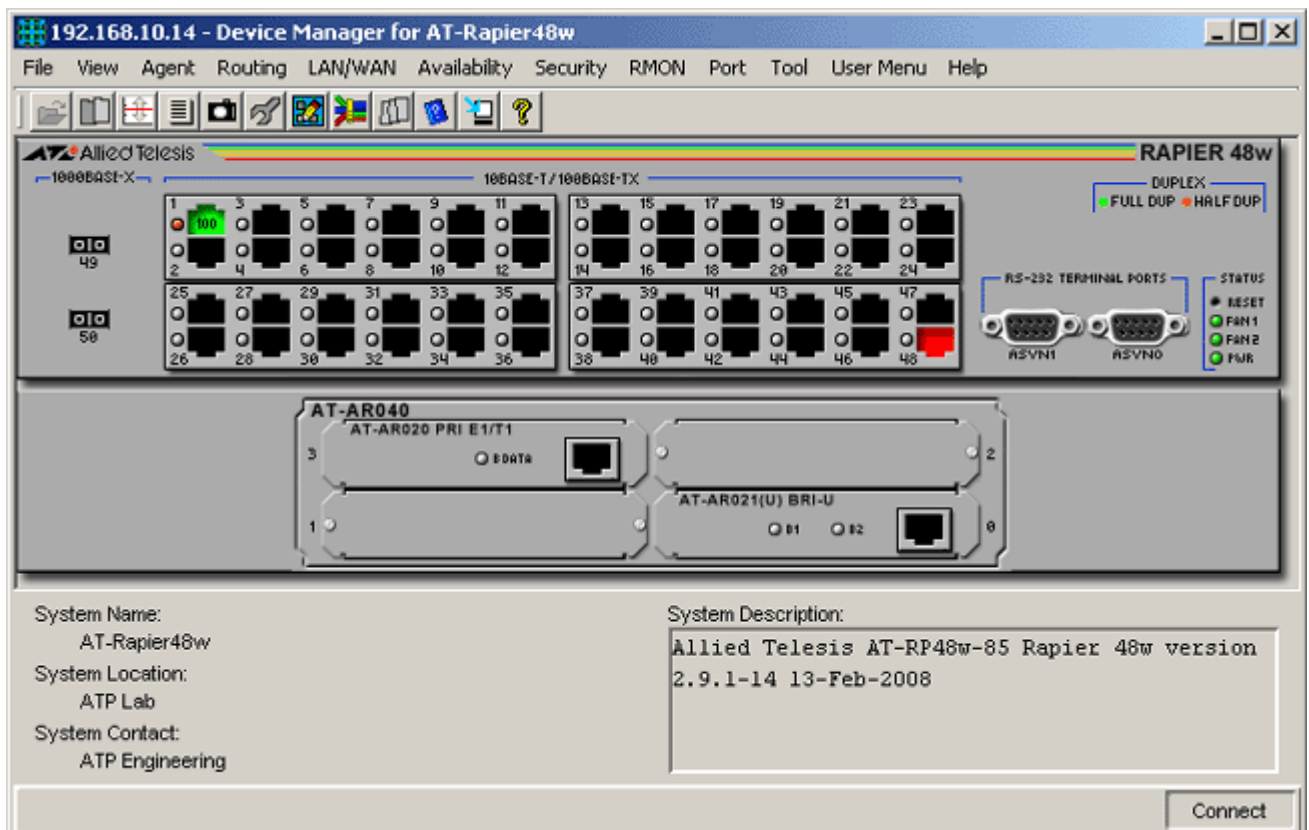 192.168.10.14 - Device Manager for AT-Rapier48w
File View Agent Routing LAN/WAN Availability Security RMON Port Tool User Menu Help
Allied Telesis
RAPIER 48w
1000BASE-X
10BASE-T/100BASE-TX
DUPLEX
FULL DUP HALF DUP
1 3 5 7 9 11 13 15 17 19 21 23
100
49
2 4 6 8 10 12 14 16 18 20 22 24
RS-232 TERMINAL PORTS
STATUS
25 27 29 31 33 35 37 39 41 43 45 47
RESET
FAN1
FAN2
PWR
50
ASYN1 ASYN0
26 28 30 32 34 36 38 40 42 44 46 48
AT-AR040
AT-AR020 PRI E1/T1
3
2
AT-AR021(U) BRI-U
1
B1 B2
0
System Name:
AT-Rapier48w
System Location:
ATP Lab
System Contact:
ATP Engineering
System Description:
Allied Telesis AT-RP48w-85 Rapier 48w version
2.9.1-14 13-Feb-2008
Connect